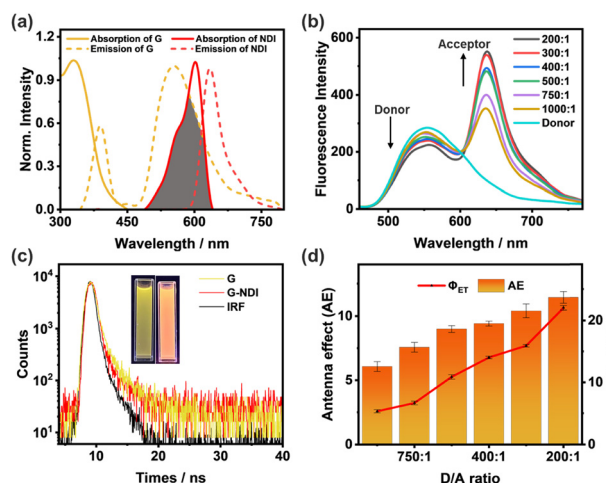 (a)
Absorption of G
Absorption of NDI
Emission of G
Emission of NDI
Norm. Intensity
1.2
0.9
0.6
0.3
0.0
300 450 600 750
Wavelength / nm
(b)
Acceptor
Donor
200:1
300:1
400:1
500:1
750:1
1000:1
Donor
Fluorescence Intensity
600
400
200
0
500 600 700
Wavelength / nm
(c)
G
G-NDI
IRF
Counts
10⁴
10³
10²
10¹
10 20 30 40
Times / ns
(d)
Φ_ET
AE
Antenna effect (AE)
10
5
0
20
10
0
750:1 400:1 200:1
D/A ratio